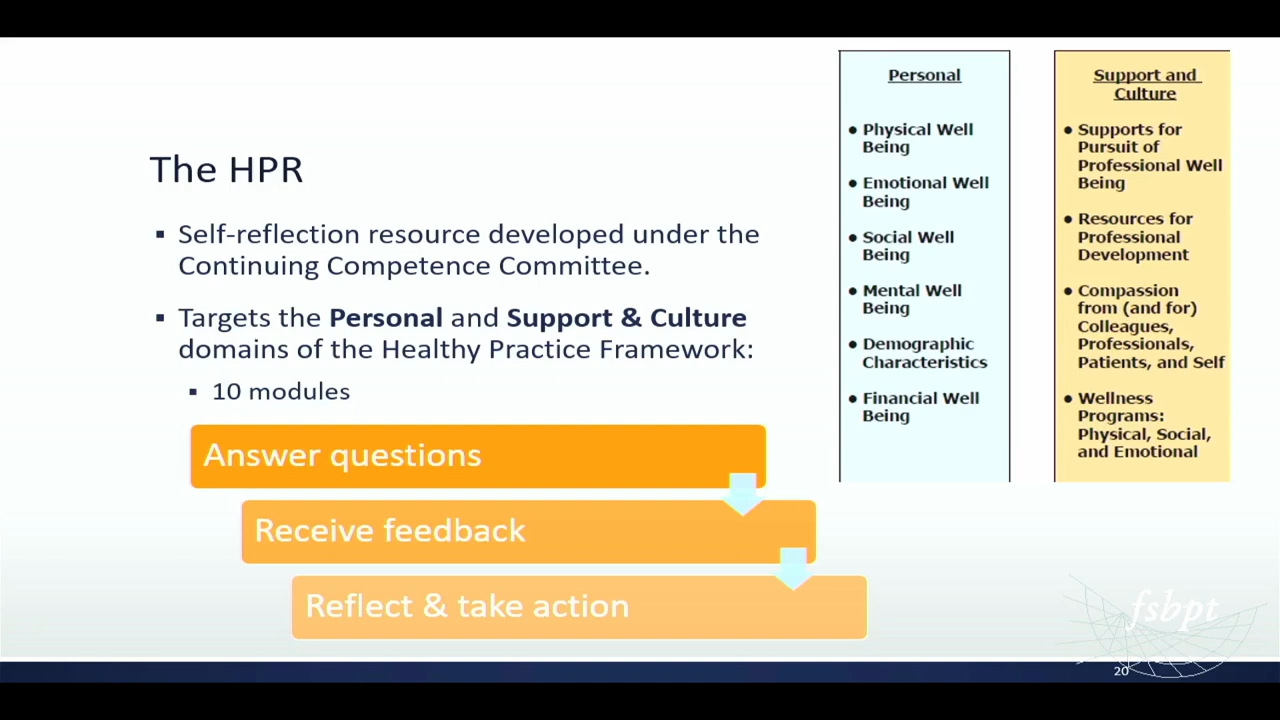 The HPR
▪ Self-reflection resource developed under the
Continuing Competence Committee.
▪ Targets the Personal and Support & Culture
domains of the Healthy Practice Framework:
▪ 10 modules
Answer questions
Receive feedback
Reflect & take action
Personal
● Physical Well
Being
● Emotional Well
Being
● Social Well
Being
● Mental Well
Being
● Demographic
Characteristics
● Financial Well
Being
Support and
Culture
● Supports for
Pursuit of
Professional Well
Being
● Resources for
Professional
Development
● Compassion
from (and for)
Colleagues,
Professionals,
Patients, and Self
● Wellness
Programs:
Physical, Social,
and Emotional
fsbpt
20